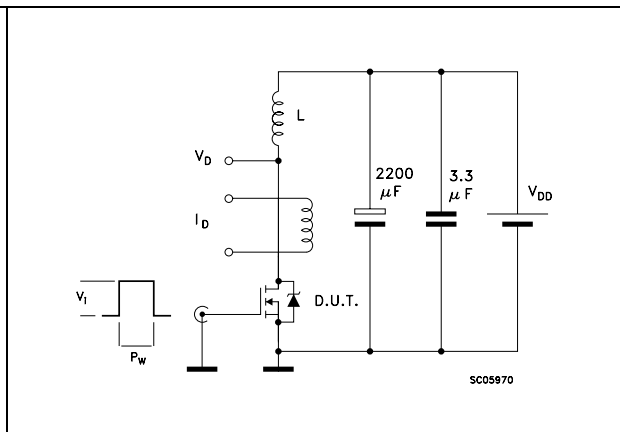 L
V_D
2200
μF
3.3
μF
V_DD
I_D
D.U.T.
V_i
P_W
SC05970